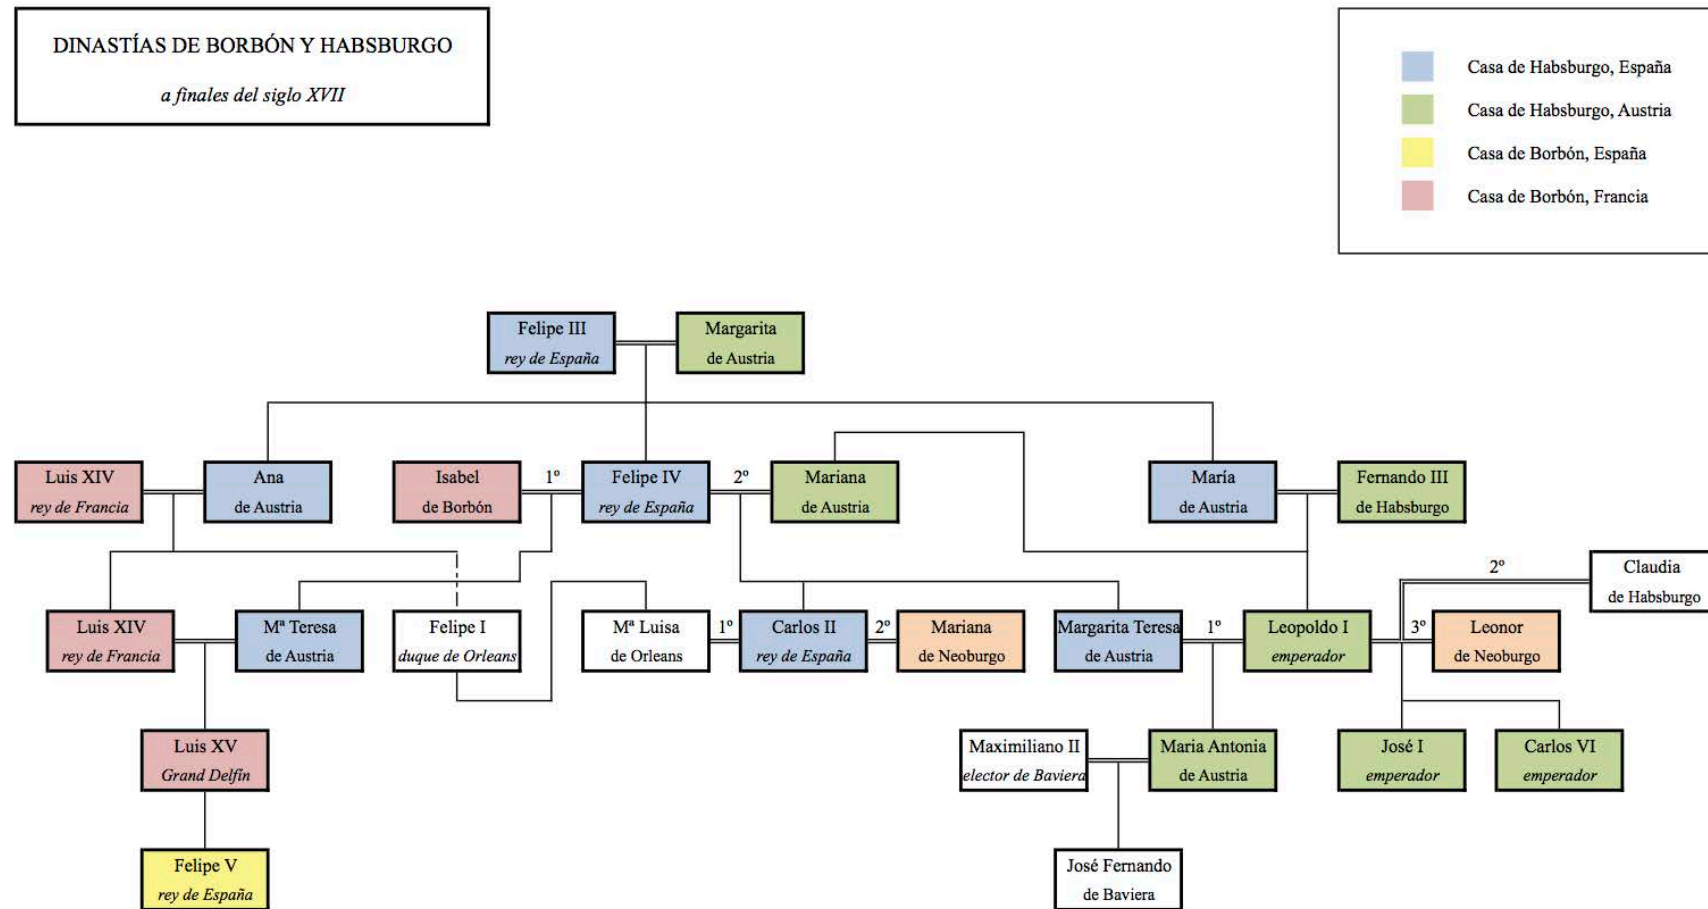 DINASTÍAS DE BORBÓN Y HABSBURGO
a finales del siglo XVII
Casa de Habsburgo, España
Casa de Habsburgo, Austria
Casa de Borbón, España
Casa de Borbón, Francia
Felipe III
rey de España
Margarita
de Austria
Luis XIV
rey de Francia
Ana
de Austria
Isabel
de Borbón
1º
Felipe IV
rey de España
2º
Mariana
de Austria
María
de Austria
Fernando III
de Habsburgo
2º
Claudia
de Habsburgo
Luis XIV
rey de Francia
Mª Teresa
de Austria
Felipe I
duque de Orleans
Mª Luisa
de Orleans
1º
Carlos II
rey de España
2º
Mariana
de Neoburgo
Margarita Teresa
de Austria
1º
Leopoldo I
emperador
3º
Leonor
de Neoburgo
Luis XV
Grand Delfín
Maximiliano II
elector de Baviera
Maria Antonia
de Austria
José I
emperador
Carlos VI
emperador
Felipe V
rey de España
José Fernando
de Baviera